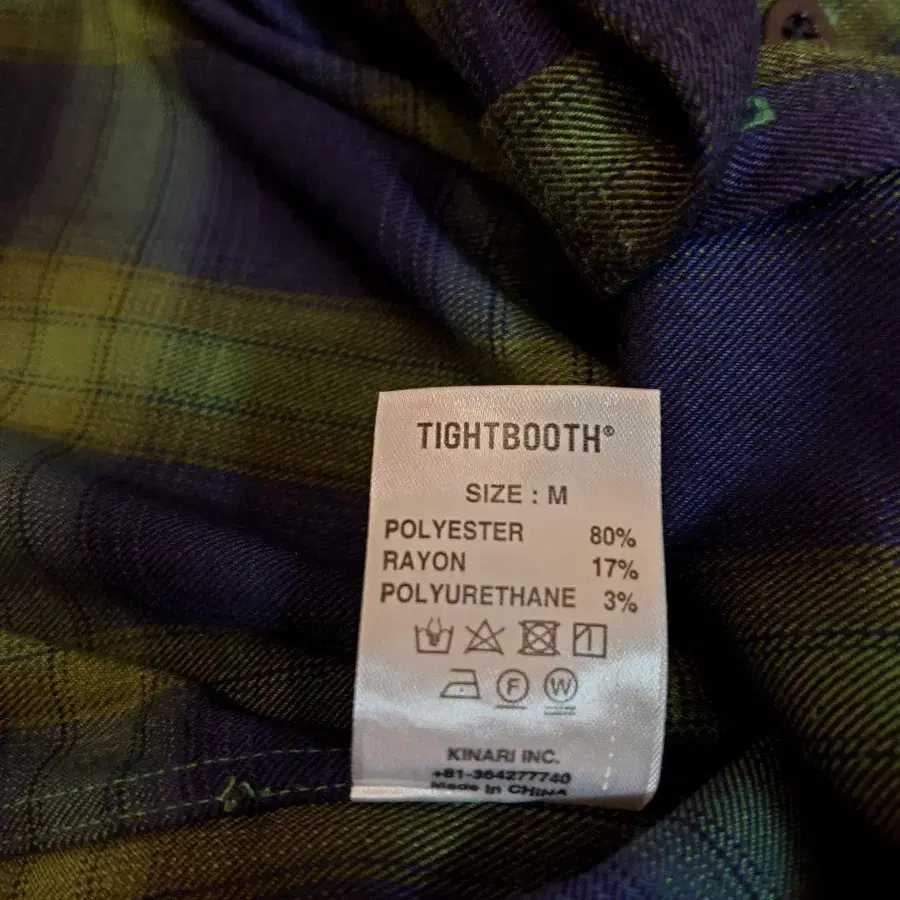 TIGHTBOOTH®
SIZE : M
POLYESTER 80%
RAYON 17%
POLYURETHANE 3%
F W
KINARI INC.
+81-364277740
Made in CHINA